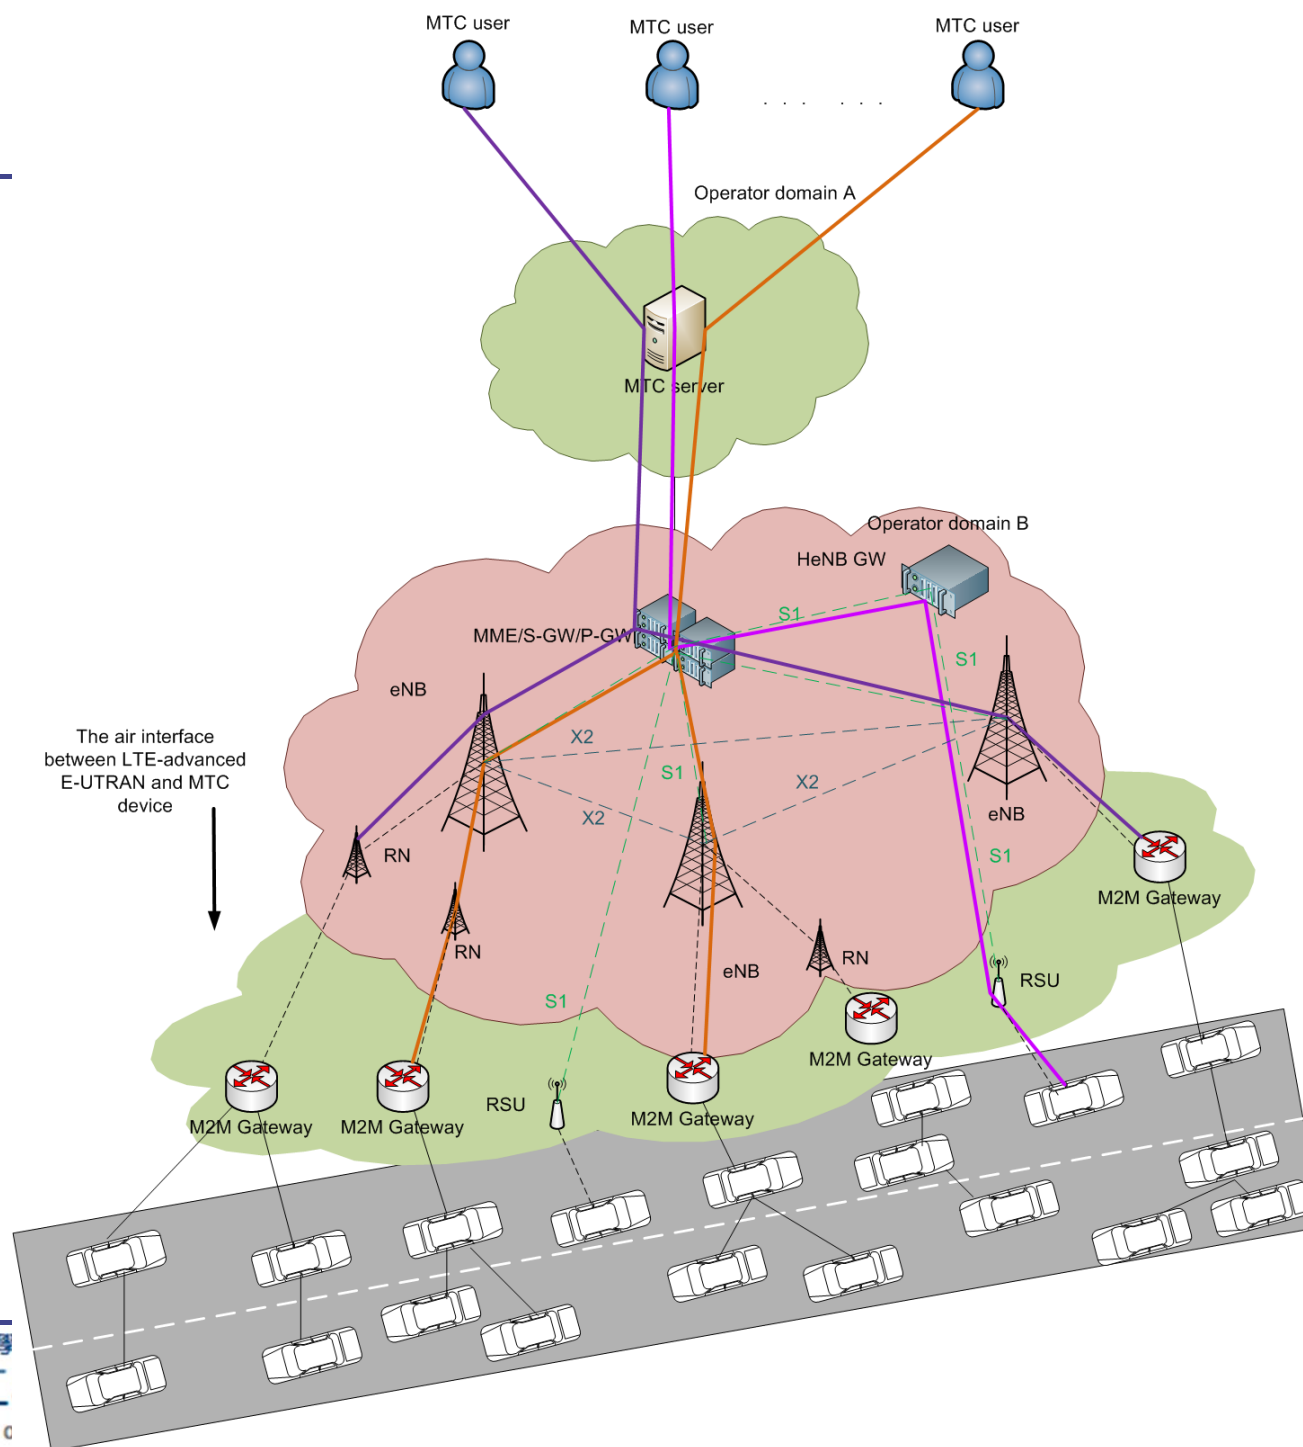 MTC user
MTC user
MTC user
. . . . . .
Operator domain A
MTC server
Operator domain B
HeNB GW
S1
MME/S-GW/P-GW
S1
eNB
The air interface
between LTE-advanced
E-UTRAN and MTC
device
X2
S1
X2
X2
eNB
RN
S1
M2M Gateway
RN
eNB
RN
RSU
S1
M2M Gateway
RSU
M2M Gateway
M2M Gateway
M2M Gateway